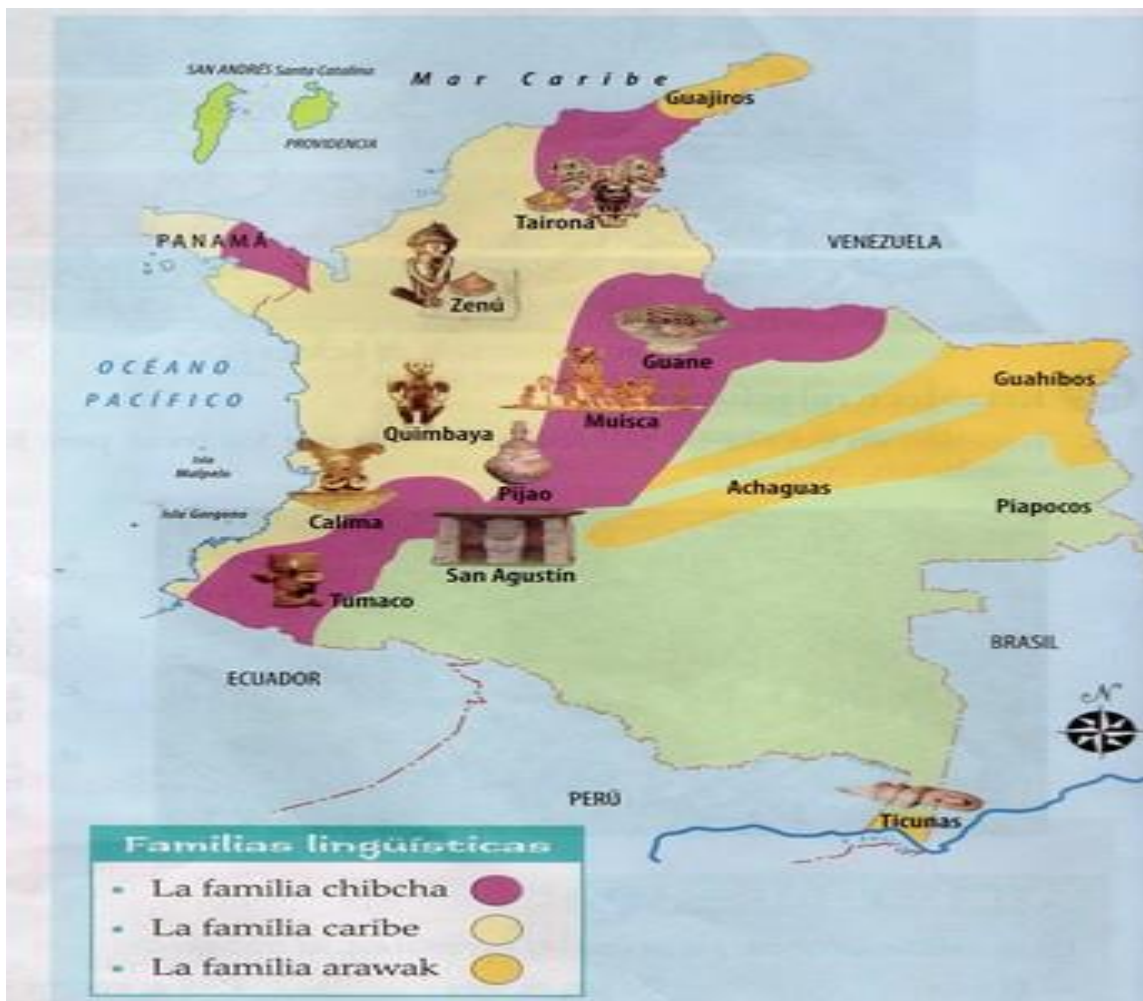 SAN ANDRÉS Santa Catalina
PROVIDENCIA
Mar Caribe
Guajiros
Tairona
PANAMÁ
VENEZUELA
Zenú
OCÉANO
PACÍFICO
Guane
Guahíbos
Muisca
Quimbaya
Isla
Malpelo
Pijao
Achaguas
Piapocos
Isla Gorgona
Calima
San Agustín
Tumaco
BRASIL
ECUADOR
N
PERÚ
Ticunas
Familias lingüísticas
• La familia chibcha
• La familia caribe
• La familia arawak